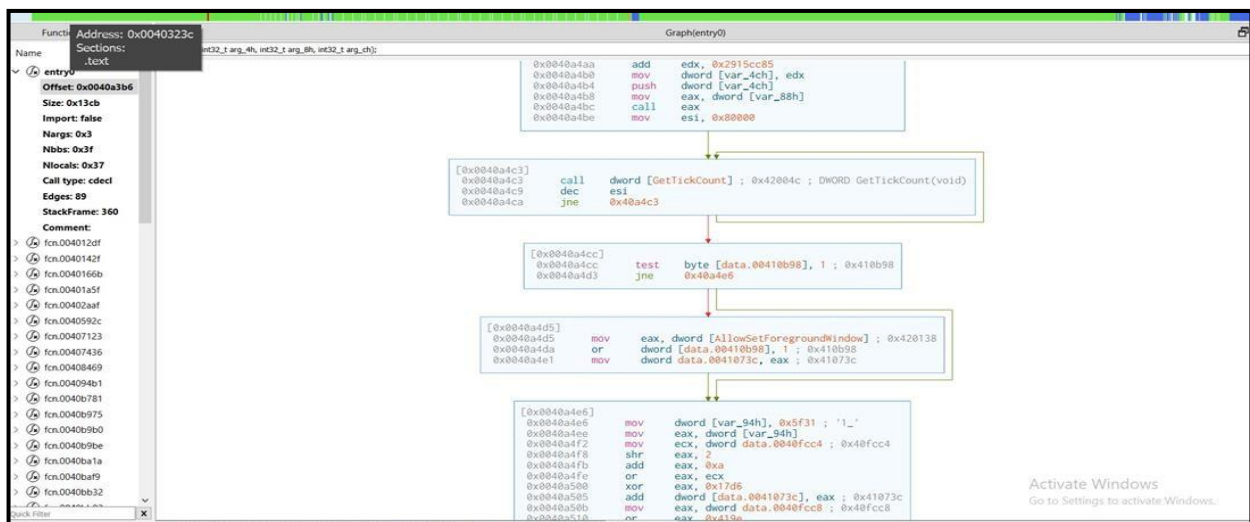 Functi
Graph(entry0)
Address: 0x0040323c
Sections:
.text
Name
int32_t arg_4h, int32_t arg_8h, int32_t arg_ch);
entry0
Offset: 0x0040a3b6
Size: 0x13cb
Import: false
Nargs: 0x3
Nbbs: 0x3f
Nlocals: 0x37
Call type: cdecl
Edges: 89
StackFrame: 360
Comment:
fcn.004012df
fcn.0040142f
fcn.0040166b
fcn.00401a5f
fcn.00402aaf
fcn.0040592c
fcn.00407123
fcn.00407436
fcn.00408469
fcn.004094b1
fcn.0040b781
fcn.0040b975
fcn.0040b9b0
fcn.0040b9be
fcn.0040ba1a
fcn.0040baf9
fcn.0040bb32
Quick Filter X
0x0040a4aa add edx, 0x2915cc85
0x0040a4b0 mov dword [var_4ch], edx
0x0040a4b4 push dword [var_4ch]
0x0040a4b8 mov eax, dword [var_88h]
0x0040a4bc call eax
0x0040a4be mov esi, 0x80000
[0x0040a4c3]
0x0040a4c3 call dword [GetTickCount] ; 0x42004c ; DWORD GetTickCount(void)
0x0040a4c9 dec esi
0x0040a4ca jne 0x40a4c3
[0x0040a4cc]
0x0040a4cc test byte [data.00410b98], 1 ; 0x410b98
0x0040a4d3 jne 0x40a4e6
[0x0040a4d5]
0x0040a4d5 mov eax, dword [AllowSetForegroundWindow] ; 0x420138
0x0040a4da or dword [data.00410b98], 1 ; 0x410b98
0x0040a4e1 mov dword data.0041073c, eax ; 0x41073c
[0x0040a4e6]
0x0040a4e6 mov dword [var_94h], 0x5f31 ; '1_'
0x0040a4ee mov eax, dword [var_94h]
0x0040a4f2 mov ecx, dword data.0040fcc4 ; 0x40fcc4
0x0040a4f8 shr eax, 2
0x0040a4fb add eax, 0xa
0x0040a4fe or eax, ecx
0x0040a500 xor eax, 0x17d6
0x0040a505 add dword [data.0041073c], eax ; 0x41073c
0x0040a50b mov eax, dword data.0040fcc8 ; 0x40fcc8
0x0040a510 or eax, 0x419e
Activate Windows
Go to Settings to activate Windows.